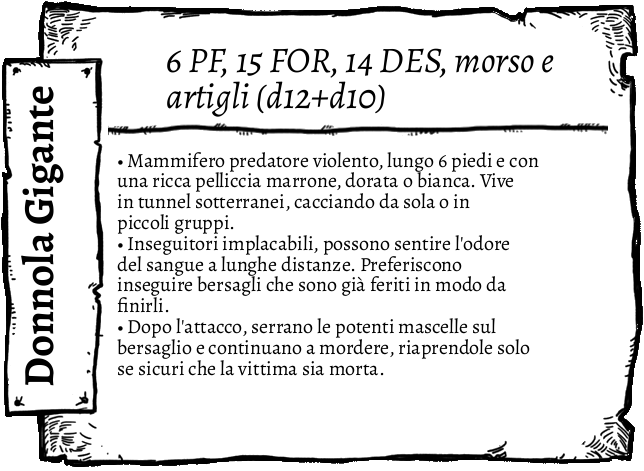 Donnola Gigante
6 PF, 15 FOR, 14 DES, morso e
artigli (d12+d10)
• Mammifero predatore violento, lungo 6 piedi e con
una ricca pelliccia marrone, dorata o bianca. Vive
in tunnel sotterranei, cacciando da sola o in
piccoli gruppi.
• Inseguitori implacabili, possono sentire l'odore
del sangue a lunghe distanze. Preferiscono
inseguire bersagli che sono già feriti in modo da
finirli.
• Dopo l'attacco, serrano le potenti mascelle sul
bersaglio e continuano a mordere, riaprendole solo
se sicuri che la vittima sia morta.